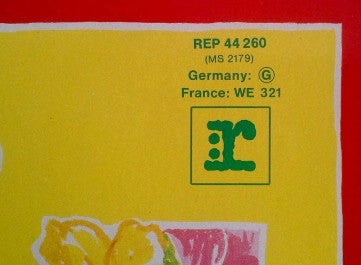 REP 44 260
(MS 2179)
Germany: Ⓖ
France: WE 321
r